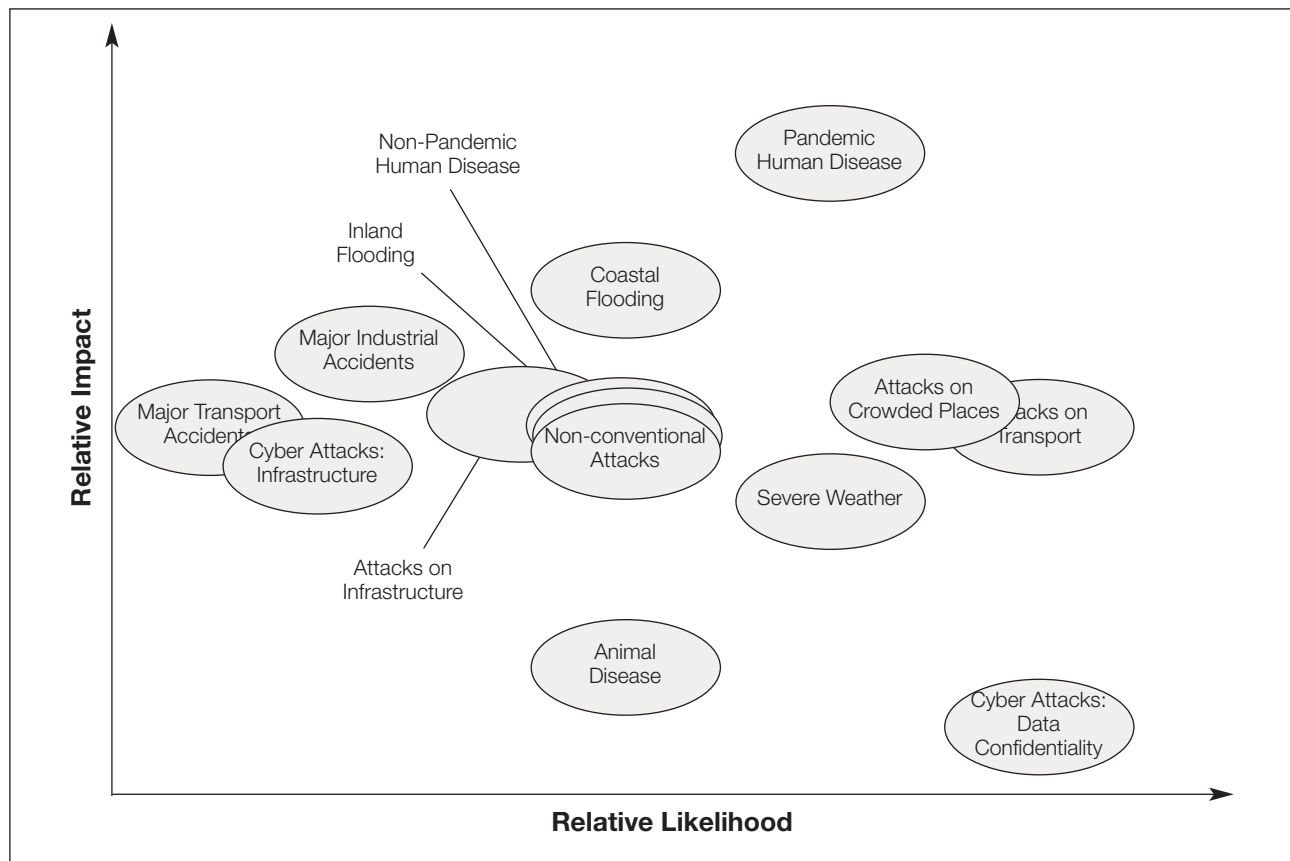 Relative Impact
Non-Pandemic
Human Disease
Pandemic
Human Disease
Inland
Flooding
Coastal
Flooding
Major Industrial
Accidents
Major Transport
Accidents
Cyber Attacks:
Infrastructure
Non-conventional
Attacks
Attacks on
Crowded Places
tacks on
Transport
Severe Weather
Attacks on
Infrastructure
Animal
Disease
Cyber Attacks:
Data
Confidentiality
Relative Likelihood